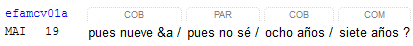 efamcv01a COB PAR COB COM
MAI 19 pues nueve &a / pues no sé / ocho años / siete años ?